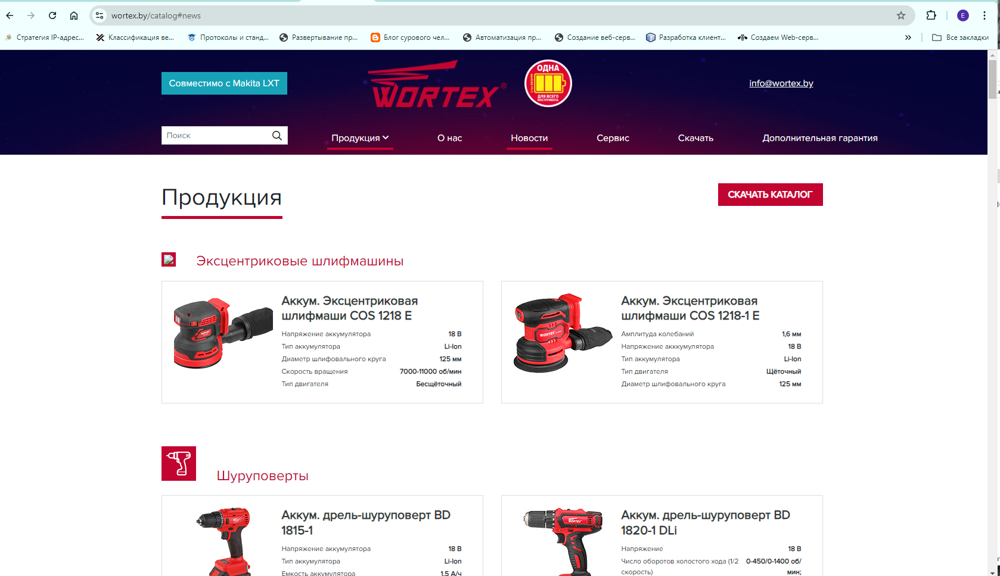 wortex.by/catalog#news
E
Стратегия IP-адрес...
Классификация ве...
Протоколы и станд...
Развертывание пр...
Блог сурового чел...
Автоматизация пр...
Создание веб-серв...
Разработка клиент...
Создаем Web-серв...
Все закладки
Совместимо с Makita LXT
WORTEX®
ОДНА
Li-Ion БАТАРЕЯ
ДЛЯ ВСЕГО
ИНСТРУМЕНТА
info@wortex.by
Поиск
Продукция
О нас
Новости
Сервис
Скачать
Дополнительная гарантия
Продукция
СКАЧАТЬ КАТАЛОГ
Эксцентриковые шлифмашины
Аккум. Эксцентриковая
шлифмаши COS 1218 E
Напряжение аккумулятора 18 В
Тип аккумулятора Li-Ion
Диаметр шлифовального круга 125 мм
Скорость вращения 7000-11000 об/мин
Тип двигателя Бесщёточный
WORTEX
Аккум. Эксцентриковая
шлифмаши COS 1218-1 E
Амплитуда колебаний 1,6 мм
Напряжение акккумулятора 18 В
Тип аккумулятора Li-Ion
Тип двигателя Щёточный
Диаметр шлифовального круга 125 мм
Шуруповерты
Аккум. дрель-шуруповерт BD
1815-1
Напряжение аккумулятора 18 В
Тип аккумулятора Li-Ion
Емкость аккумулятора 1.5 А/ч
WORTEX
Аккум. дрель-шуруповерт BD
1820-1 DLi
Напряжение 18 В
Число оборотов холостого хода (1/2 0-450/0-1400 об/
скорость) мин;